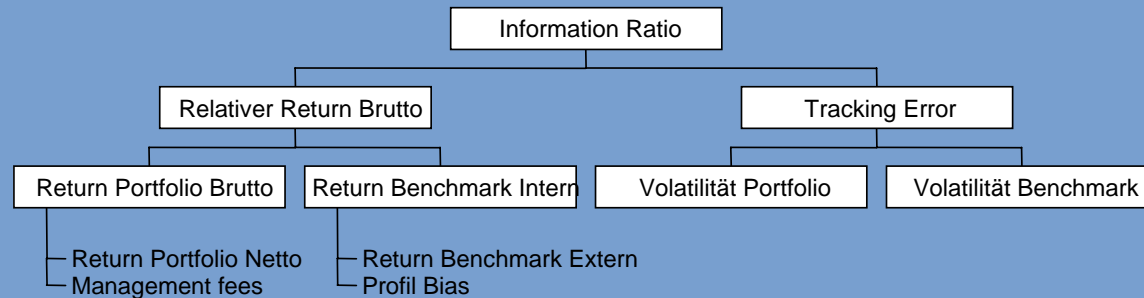 Information Ratio
Relativer Return Brutto
Tracking Error
Return Portfolio Brutto
Return Benchmark Intern
Volatilität Portfolio
Volatilität Benchmark
Return Portfolio Netto
Management fees
Return Benchmark Extern
Profil Bias